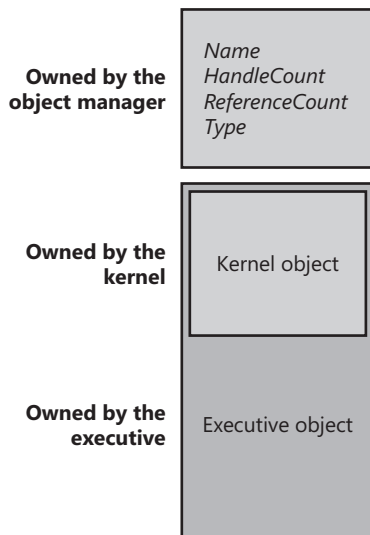 Owned by the
object manager
Name
HandleCount
ReferenceCount
Type
Owned by the
kernel
Kernel object
Owned by the
executive
Executive object